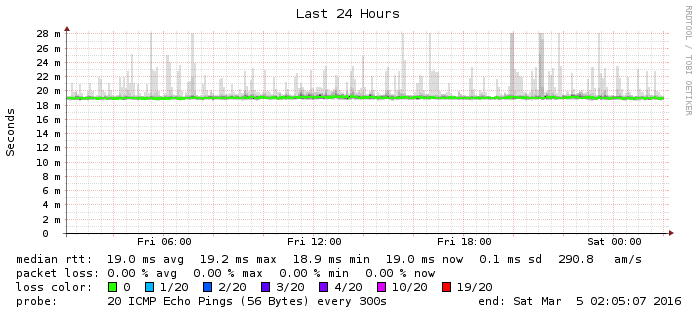 Last 24 Hours
RRDTOOL / TOBI OETIKER
Seconds
28 m
26 m
24 m
22 m
20 m
18 m
16 m
14 m
12 m
10 m
8 m
6 m
4 m
2 m
0
Fri 06:00 Fri 12:00 Fri 18:00 Sat 00:00
median rtt: 19.0 ms avg 19.2 ms max 18.9 ms min 19.0 ms now 0.1 ms sd 290.8 am/s
packet loss: 0.00 % avg 0.00 % max 0.00 % min 0.00 % now
loss color: 0 1/20 2/20 3/20 4/20 10/20 19/20
probe: 20 ICMP Echo Pings (56 Bytes) every 300s end: Sat Mar 5 02:05:07 2016